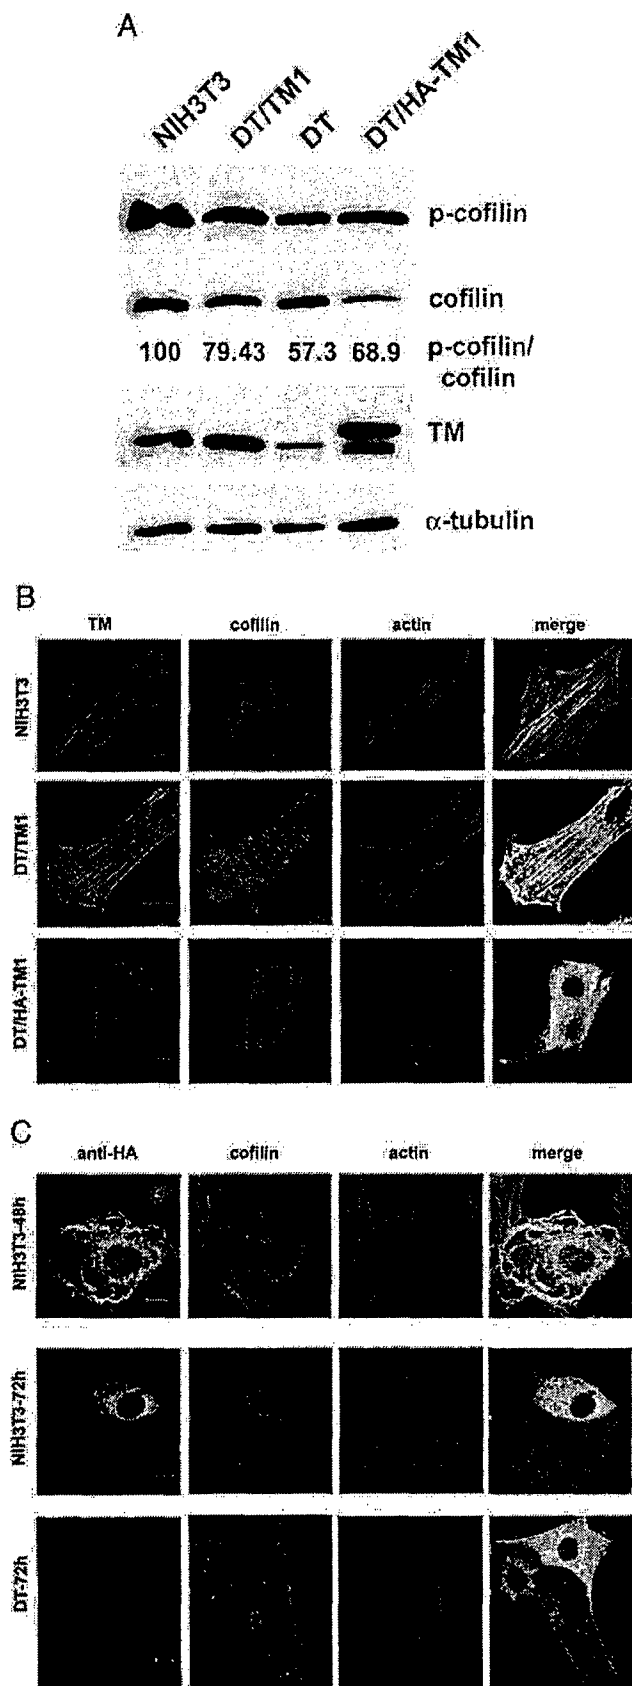 A
NIH3T3 DT/TM1 DT DT/HA-TM1
p-cofilin
cofilin
100 79.43 57.3 68.9 p-cofilin/
cofilin
TM
α-tubulin
B
TM cofilin actin merge
NIH3T3
DT/TM1
DT/HA-TM1
C
anti-HA cofilin actin merge
NIH3T3-48h
NIH3T3-72h
DT-72h